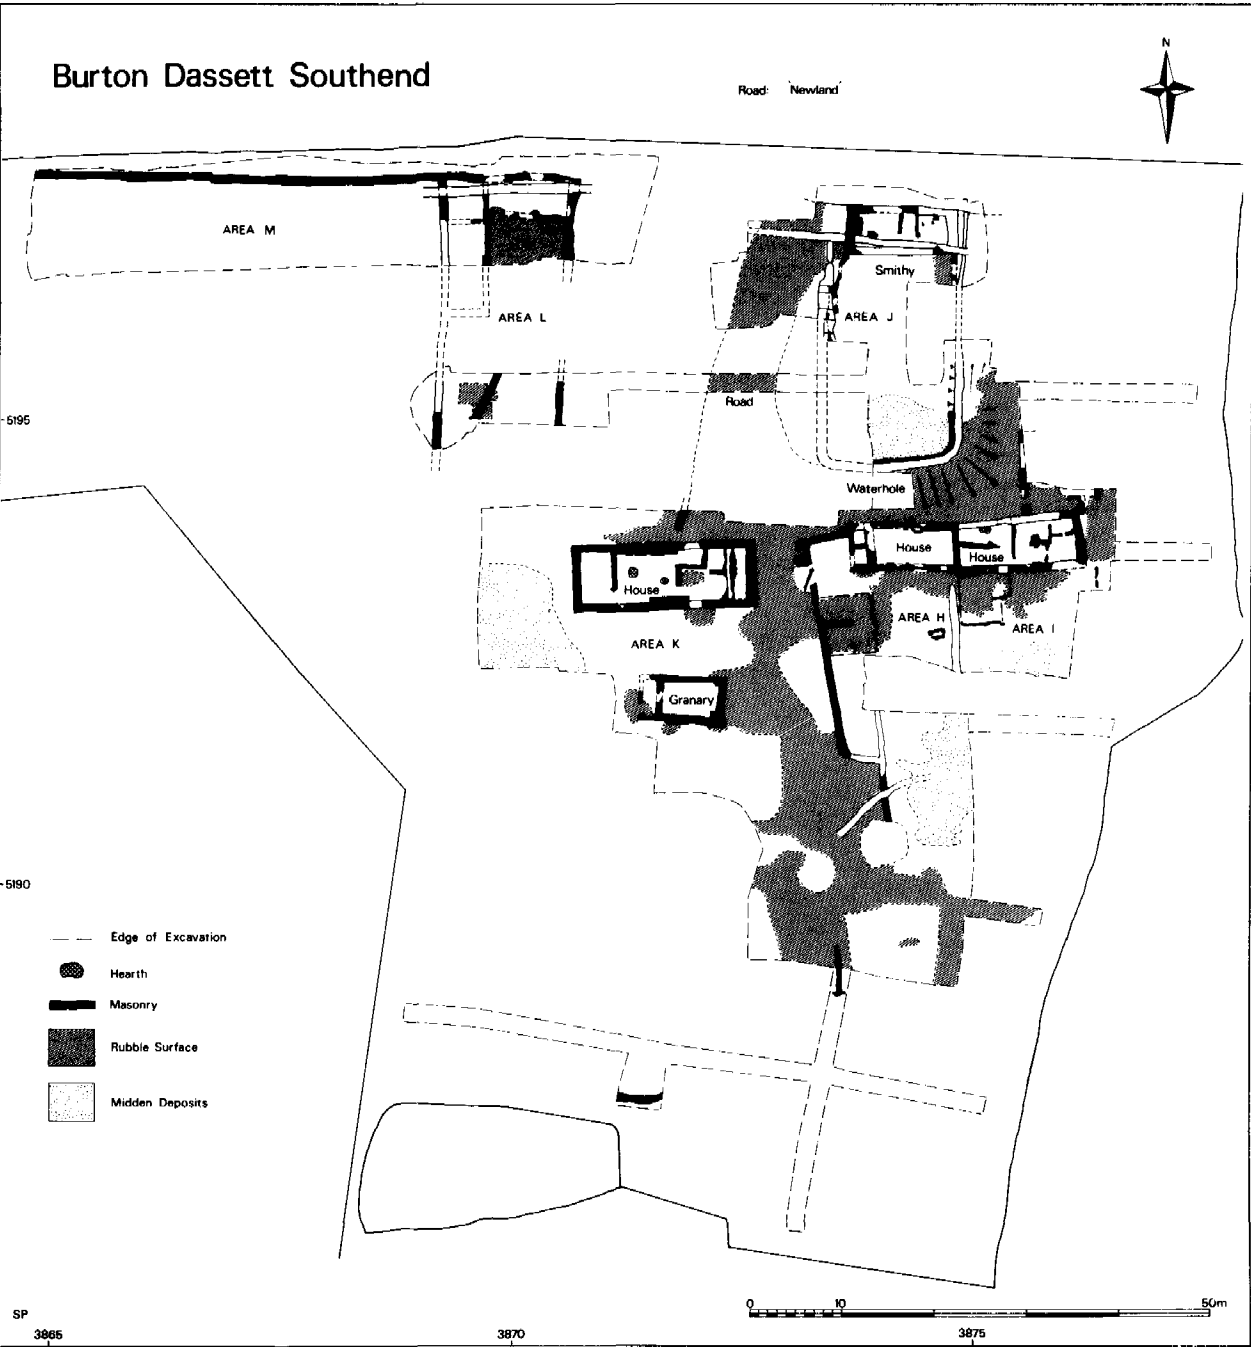 N
Burton Dassett Southend
Road: 'Newland'
AREA M
Smithy
AREA L
AREA J
Road
5195
Waterhole
House
House
House
AREA H
AREA I
AREA K
Granary
5190
Edge of Excavation
Hearth
Masonry
Rubble Surface
Midden Deposits
0 10 50m
SP
3865 3870 3875